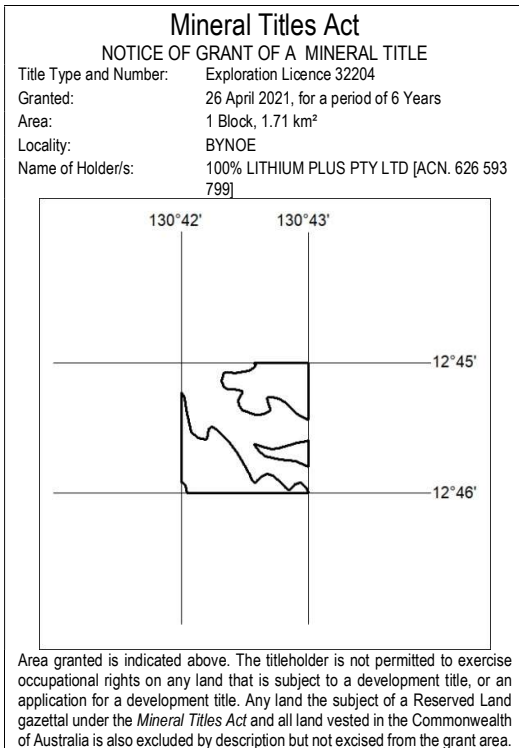 Mineral Titles Act
NOTICE OF GRANT OF A MINERAL TITLE
Title Type and Number: Exploration Licence 32204
Granted: 26 April 2021, for a period of 6 Years
Area: 1 Block, 1.71 km²
Locality: BYNOE
Name of Holder/s: 100% LITHIUM PLUS PTY LTD [ACN. 626 593
799]
130°42' 130°43'
12°45'
12°46'
Area granted is indicated above. The titleholder is not permitted to exercise
occupational rights on any land that is subject to a development title, or an
application for a development title. Any land the subject of a Reserved Land
gazettal under the Mineral Titles Act and all land vested in the Commonwealth
of Australia is also excluded by description but not excised from the grant area.